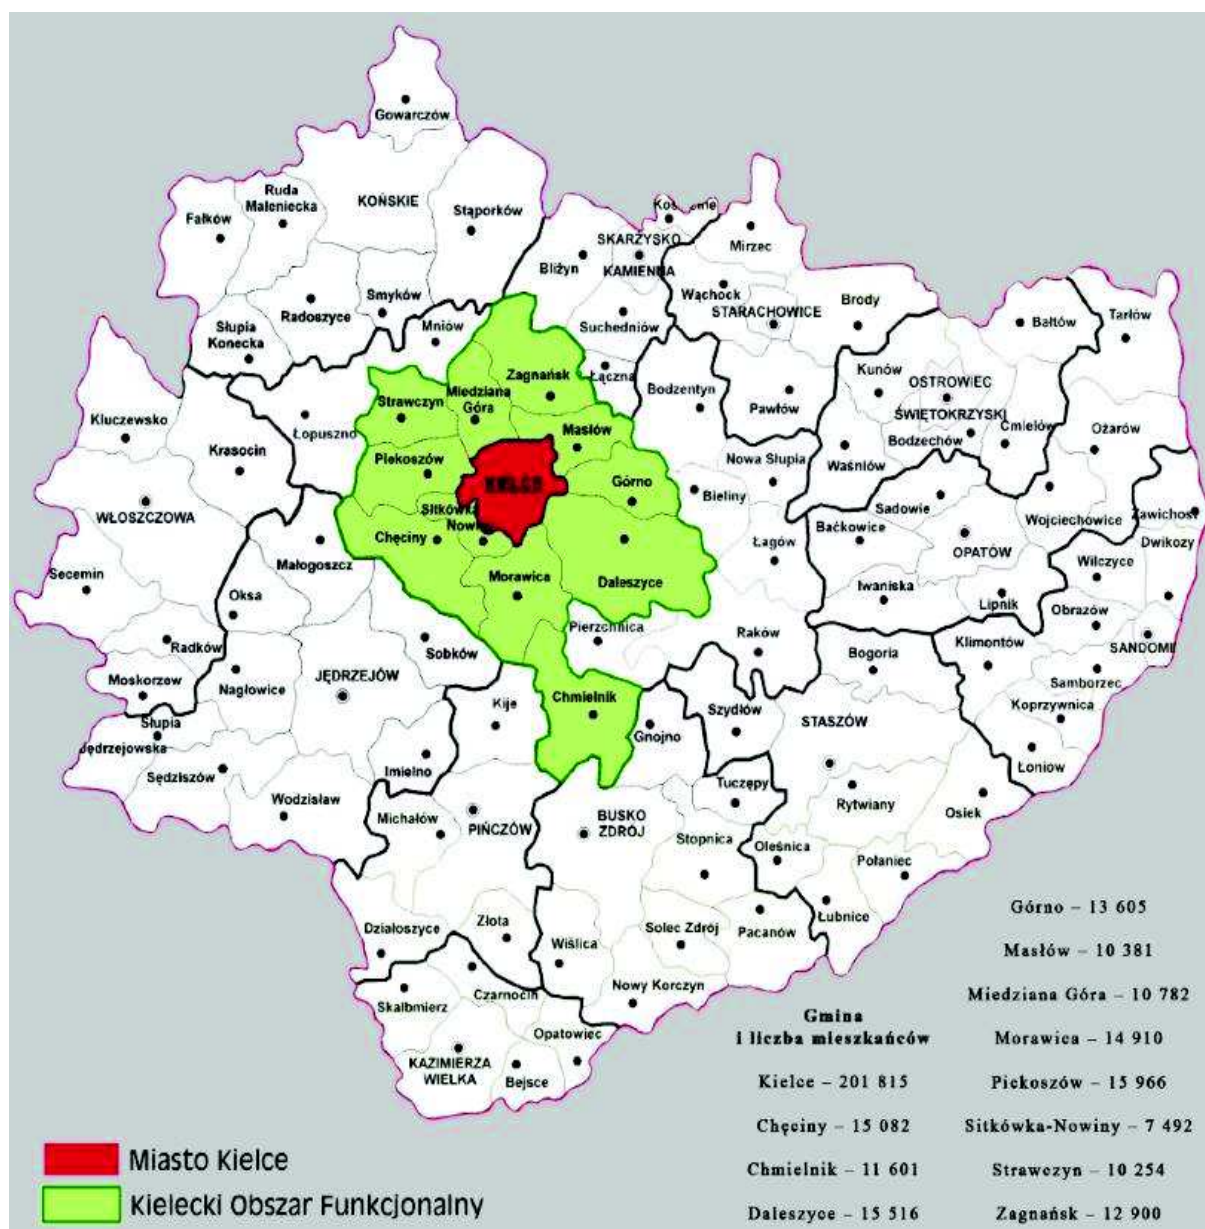 Gowarczów
Ruda
Maleniecka
KOŃSKIE
Fałków
Stąporków
SKARŻYSKO
KAMIENNA
Mirzec
Bliżyn
Wąchock
Radoszyce
Smyków
Suchedniów
STARACHOWICE
Brody
Bałtów
Tarłów
Słupia
Konecka
Mniów
Łączna
Zagnańsk
Bodzentyn
Pawłów
Kunów
OSTROWIEC
ŚWIĘTOKRZYSKI
Strawczyn
Miedziana
Góra
Masłów
Kluczewsko
Łopuszno
Krasocin
Bodzechów
Ćmielów
Ożarów
Piekoszów
KIELCE
Górno
Nowa Słupia
Waśniów
Bieliny
Sadowie
Wojciechowice
Zawichost
WŁOSZCZOWA
Sitkówka
Now
Chęciny
Baćkowice
OPATÓW
Dwikozy
Łagów
Małogoszcz
Morawica
Daleszyce
Iwaniska
Lipnik
Wilczyce
Secemin
Oksa
Obrazów
Pierzchnica
Raków
Klimontów
SANDOMI
Radków
Sobków
Bogoria
Moskorzew
Nagłowice
JĘDRZEJÓW
Samborzec
Chmielnik
Kije
Szydłów
STASZÓW
Koprzywnica
Słupia
Jędrzejowska
Gnojno
Łoniów
Sędziszów
Imielno
Tuczępy
Rytwiany
Osiek
Wodzisław
Michałów
PIŃCZÓW
BUSKO
ZDRÓJ
Stopnica
Oleśnica
Połaniec
Działoszyce
Złota
Wiślica
Solec Zdrój
Pacanów
Łubnice
Skalbmierz
Czarnocin
Nowy Korczyn
Opatowiec
KAZIMIERZA
WIELKA
Bejsce
Gmina
i liczba mieszkańców
Kielce – 201 815
Chęciny – 15 082
Chmielnik – 11 601
Daleszyce – 15 516
Górno – 13 605
Masłów – 10 381
Miedziana Góra – 10 782
Morawica – 14 910
Piekoszów – 15 966
Sitkówka-Nowiny – 7 492
Strawczyn – 10 254
Zagnańsk – 12 900
Miasto Kielce
Kielecki Obszar Funkcjonalny